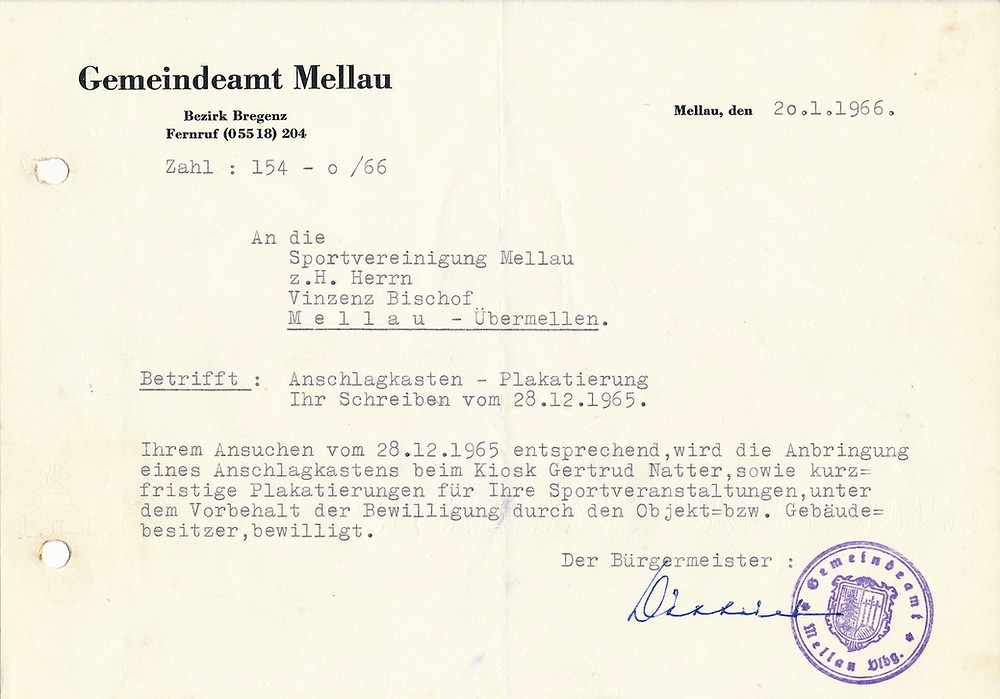 Gemeindeamt Mellau
Bezirk Bregenz
Fernruf (05518) 204
Mellau, den 20.1.1966.
Zahl : 154 - o /66
An die
Sportvereinigung Mellau
z.H. Herrn
Vinzenz Bischof
M e l l a u - Übermellen.
Betrifft : Anschlagkasten - Plakatierung
Ihr Schreiben vom 28.12.1965.
Ihrem Ansuchen vom 28.12.1965 entsprechend,wird die Anbringung
eines Anschlagkastens beim Kiosk Gertrud Natter,sowie kurz=
fristige Plakatierungen für Ihre Sportveranstaltungen,unter
dem Vorbehalt der Bewilligung durch den Objekt=bzw. Gebäude=
besitzer,bewilligt.
Der Bürgermeister :
Gemeindeamt
Mellau Vlbg.